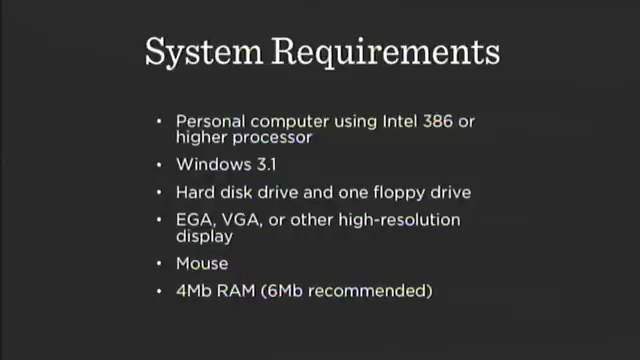 System Requirements
• Personal computer using Intel 386 or
higher processor
• Windows 3.1
• Hard disk drive and one floppy drive
• EGA, VGA, or other high-resolution
display
• Mouse
• 4Mb RAM (6Mb recommended)